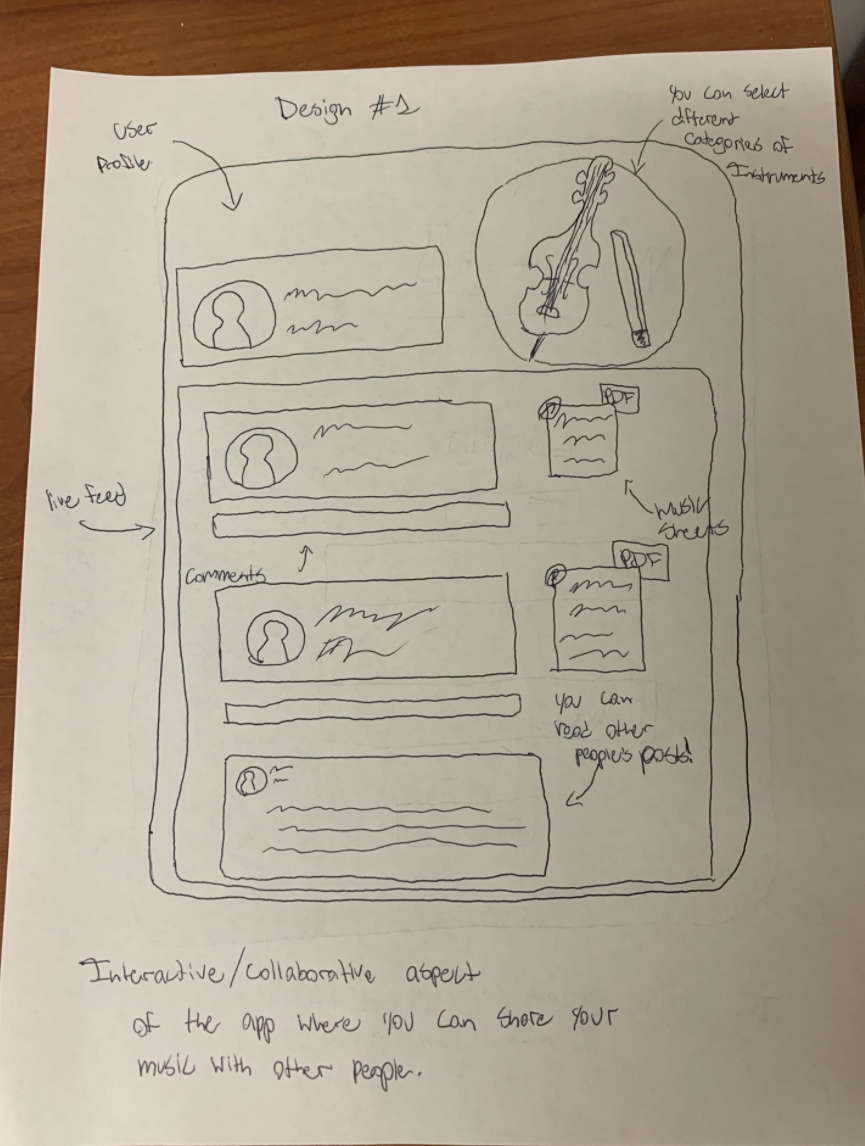 Design #1
User
Profile
You can select
different
Categories of
Instruments
PDF
live feed
music
sheets
Comments
PDF
You can
read other
people's posts!
Interactive/Collaborative aspect
of the app where you can share your
music with other people.